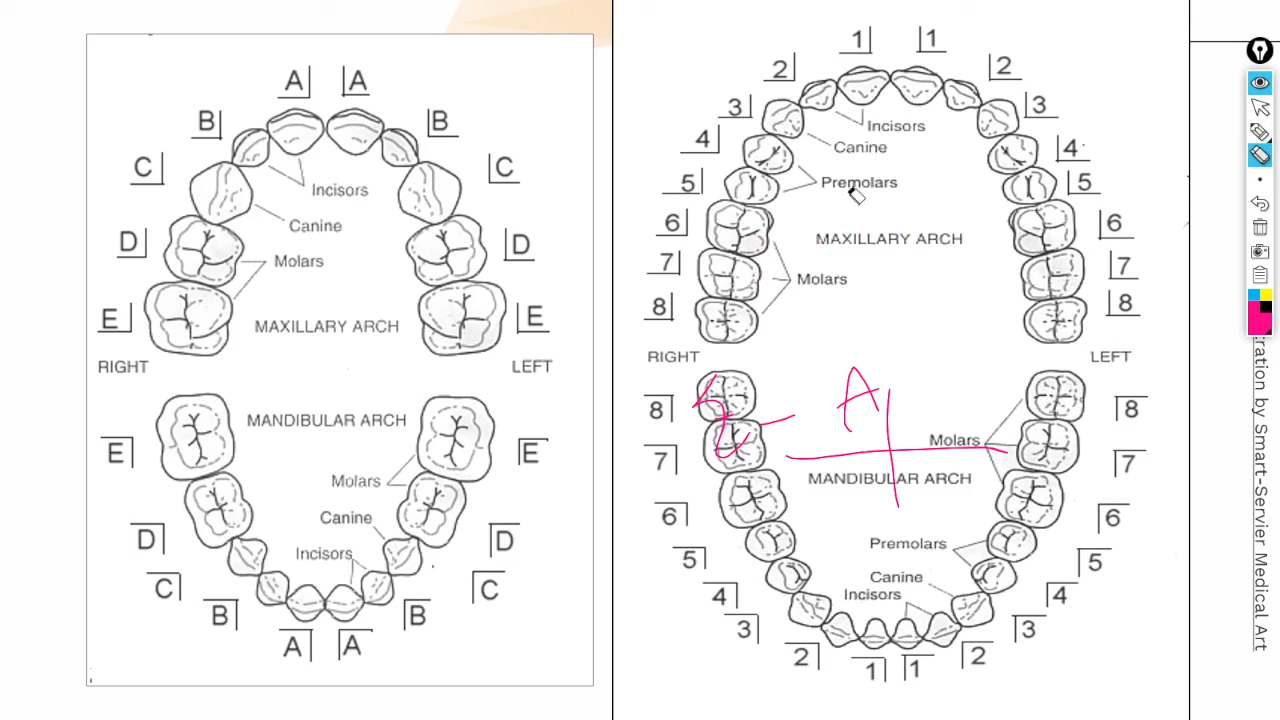 A A
B B
C C
Incisors
Canine
D D
Molars
E E
MAXILLARY ARCH
RIGHT LEFT
MANDIBULAR ARCH
E E
Molars
Canine
D D
Incisors
C C
B B
A A
1 1
2 2
3 3
Incisors
4 4
Canine
5 5
Premolars
6 6
MAXILLARY ARCH
7 7
Molars
8 8
RIGHT LEFT
A
8 8
Molars
7 7
MANDIBULAR ARCH
6 6
Premolars
5 5
Canine
4 4
Incisors
3 3
2 2
1 1
ration by Smart-Servier Medical Art